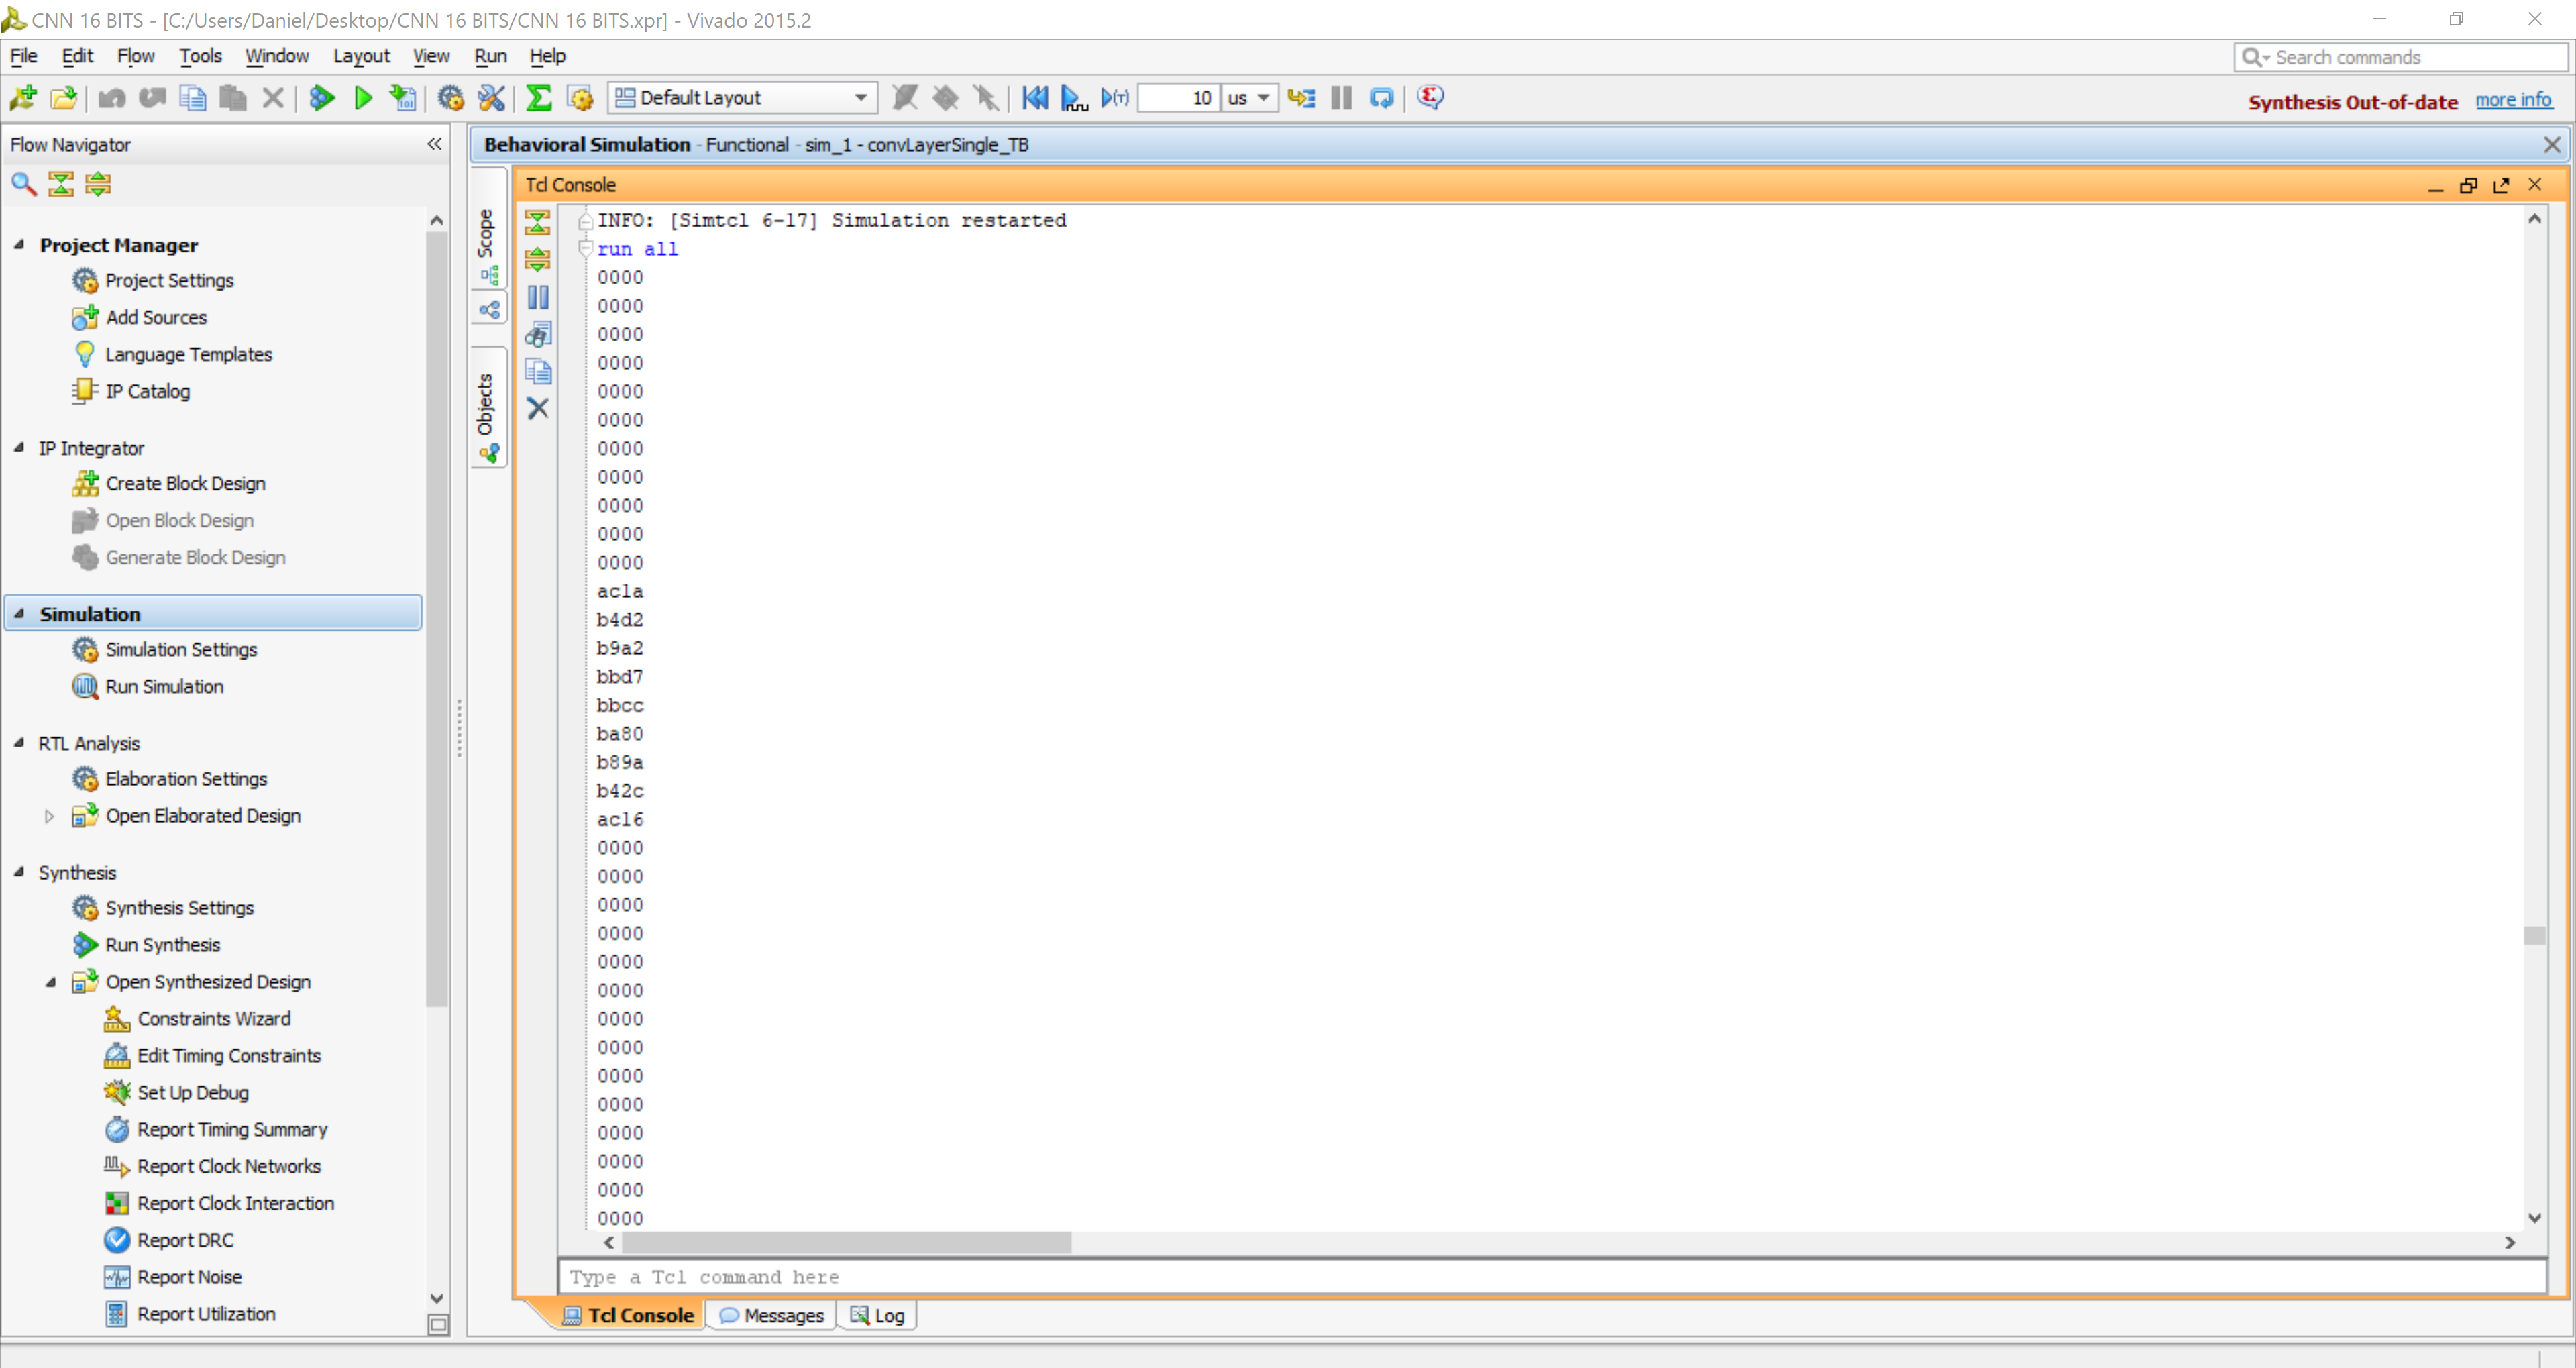 CNN 16 BITS - [C:/Users/Daniel/Desktop/CNN 16 BITS/CNN 16 BITS.xpr] - Vivado 2015.2
File Edit Flow Tools Window Layout View Run Help
Search commands
Default Layout
10 us
Synthesis Out-of-date more info
Flow Navigator
Project Manager
Project Settings
Add Sources
Language Templates
IP Catalog
IP Integrator
Create Block Design
Open Block Design
Generate Block Design
Simulation
Simulation Settings
Run Simulation
RTL Analysis
Elaboration Settings
Open Elaborated Design
Synthesis
Synthesis Settings
Run Synthesis
Open Synthesized Design
Constraints Wizard
Edit Timing Constraints
Set Up Debug
Report Timing Summary
Report Clock Networks
Report Clock Interaction
Report DRC
Report Noise
Report Utilization
Behavioral Simulation - Functional - sim_1 - convLayerSingle_TB
Scope
Objects
Tcl Console
INFO: [Simtcl 6-17] Simulation restarted
run all
0000
0000
0000
0000
0000
0000
0000
0000
0000
0000
0000
ac1a
b4d2
b9a2
bbd7
bbcc
ba80
b89a
b42c
ac16
0000
0000
0000
0000
0000
0000
0000
0000
0000
0000
0000
0000
0000
0000
Type a Tcl command here
Tcl Console Messages Log